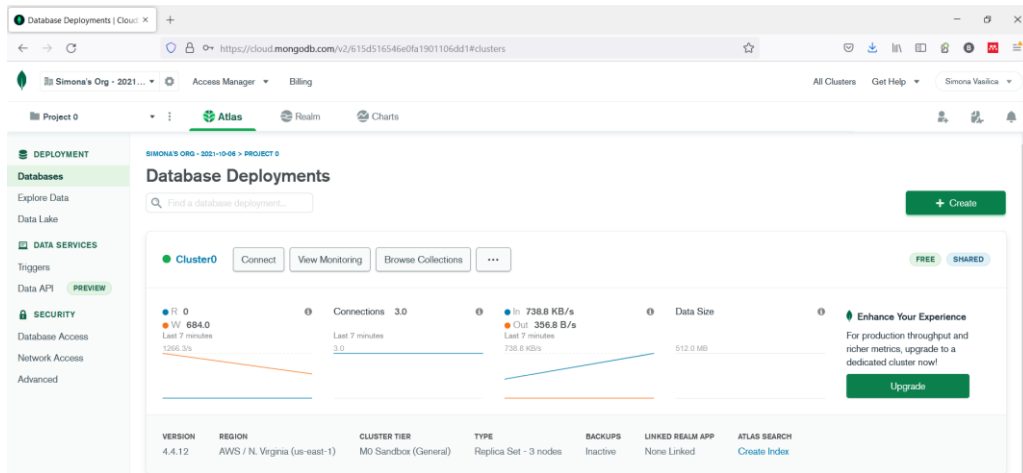 Database Deployments | Cloud
https://cloud.mongodb.com/v2/615d516546e0fa1901106dd1#clusters
Simona's Org - 2021... Access Manager Billing All Clusters Get Help Simona Vasilica
Project 0 Atlas Realm Charts
DEPLOYMENT
Databases
Explore Data
Data Lake
DATA SERVICES
Triggers
Data API PREVIEW
SECURITY
Database Access
Network Access
Advanced
SIMONA'S ORG - 2021-10-06 > PROJECT 0
Database Deployments
Find a database deployment...
+ Create
Cluster0 Connect View Monitoring Browse Collections ... FREE SHARED
R 0
W 684.0
Last 7 minutes
1266.3/s
Connections 3.0
Last 7 minutes
3.0
In 738.8 KB/s
Out 356.8 B/s
Last 7 minutes
738.8 KB/s
Data Size
512.0 MB
Enhance Your Experience
For production throughput and
richer metrics, upgrade to a
dedicated cluster now!
Upgrade
VERSION REGION CLUSTER TIER TYPE BACKUPS LINKED REALM APP ATLAS SEARCH
4.4.12 AWS / N. Virginia (us-east-1) M0 Sandbox (General) Replica Set - 3 nodes Inactive None Linked Create Index